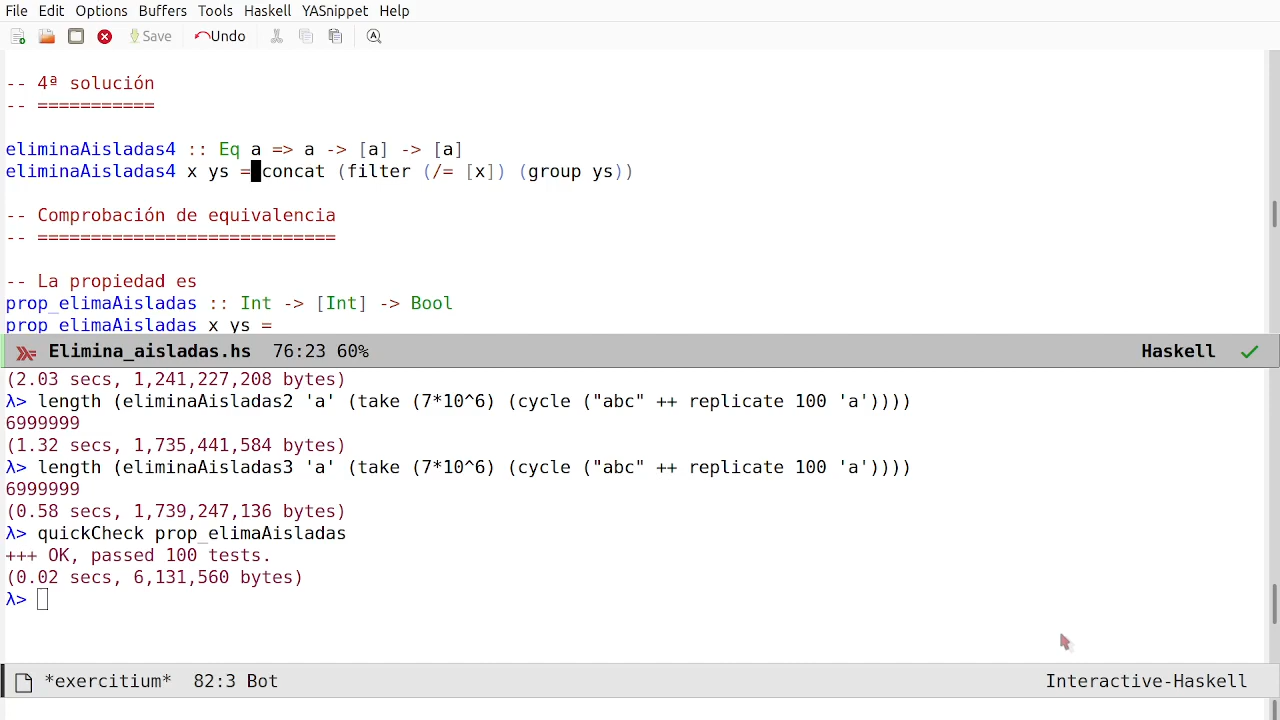 File Edit Options Buffers Tools Haskell YASnippet Help
Save Undo
-- 4ª solución
-- ===========
eliminaAisladas4 :: Eq a => a -> [a] -> [a]
eliminaAisladas4 x ys = concat (filter (/= [x]) (group ys))
-- Comprobación de equivalencia
-- ============================
-- La propiedad es
prop_elimaAisladas :: Int -> [Int] -> Bool
prop_elimaAisladas x ys =
Elimina_aisladas.hs 76:23 60% Haskell
(2.03 secs, 1,241,227,208 bytes)
λ> length (eliminaAisladas2 'a' (take (7*10^6) (cycle ("abc" ++ replicate 100 'a'))))
6999999
(1.32 secs, 1,735,441,584 bytes)
λ> length (eliminaAisladas3 'a' (take (7*10^6) (cycle ("abc" ++ replicate 100 'a'))))
6999999
(0.58 secs, 1,739,247,136 bytes)
λ> quickCheck prop_elimaAisladas
+++ OK, passed 100 tests.
(0.02 secs, 6,131,560 bytes)
λ>
*exercitium* 82:3 Bot Interactive-Haskell